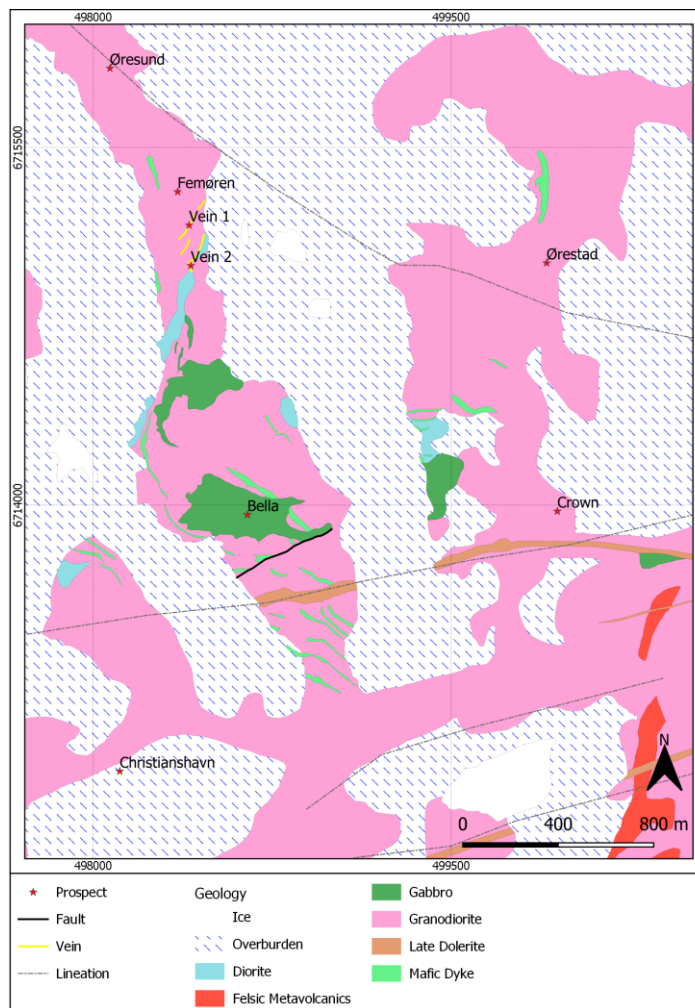 498000
499500
Øresund
6715500
Femøren
Vein 1
Vein 2
Ørestad
6714000
Bella
Crown
N
Christianshavn
0
400
800 m
498000
499500
Prospect
Fault
Vein
Lineation
Geology
Ice
Overburden
Diorite
Felsic Metavolcanics
Gabbro
Granodiorite
Late Dolerite
Mafic Dyke